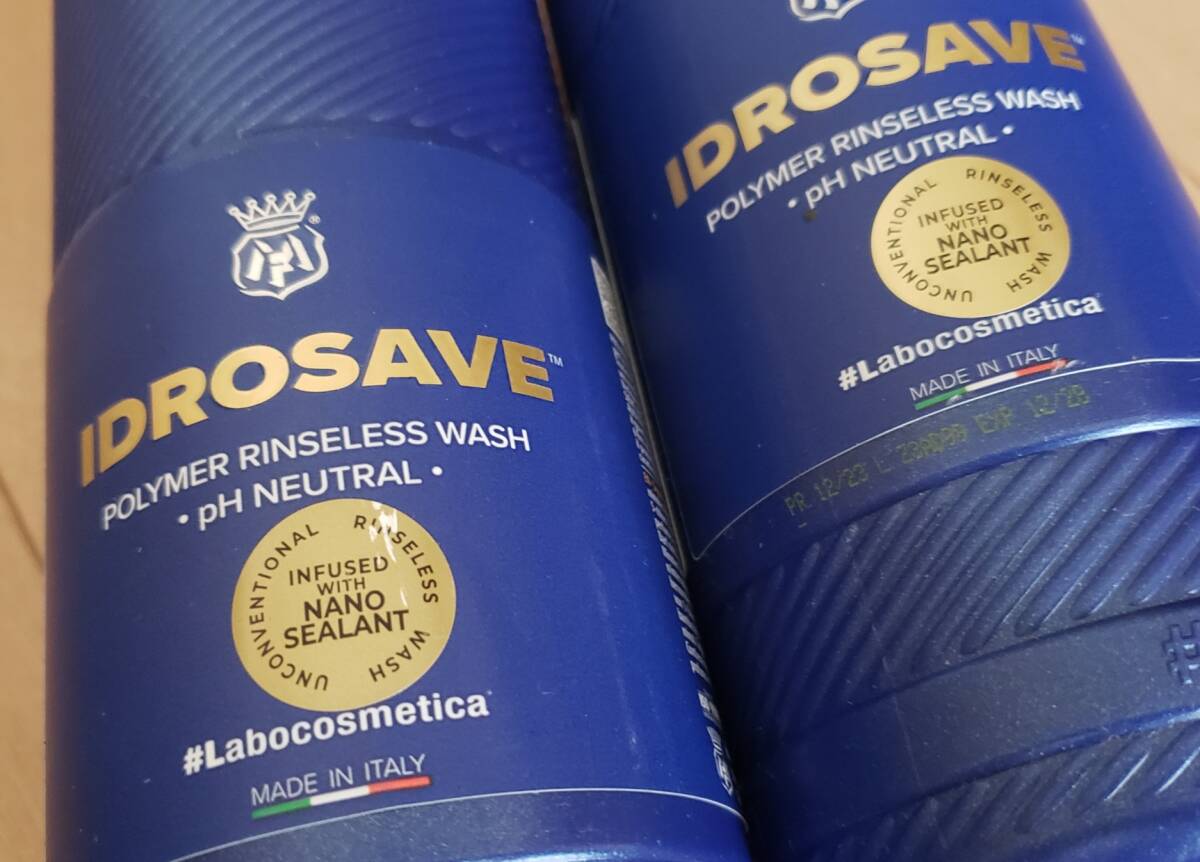 IDROSAVE™
POLYMER RINSELESS WASH
• pH NEUTRAL •
UNCONVENTIONAL RINSELESS WASH
INFUSED
WITH
NANO
SEALANT
#Labocosmetica
MADE IN ITALY
IDROSAVE™
POLYMER RINSELESS WASH
• pH NEUTRAL •
UNCONVENTIONAL RINSELESS WASH
INFUSED
WITH
NANO
SEALANT
#Labocosmetica
MADE IN ITALY
PR 12/23 L EXP 12/28
#